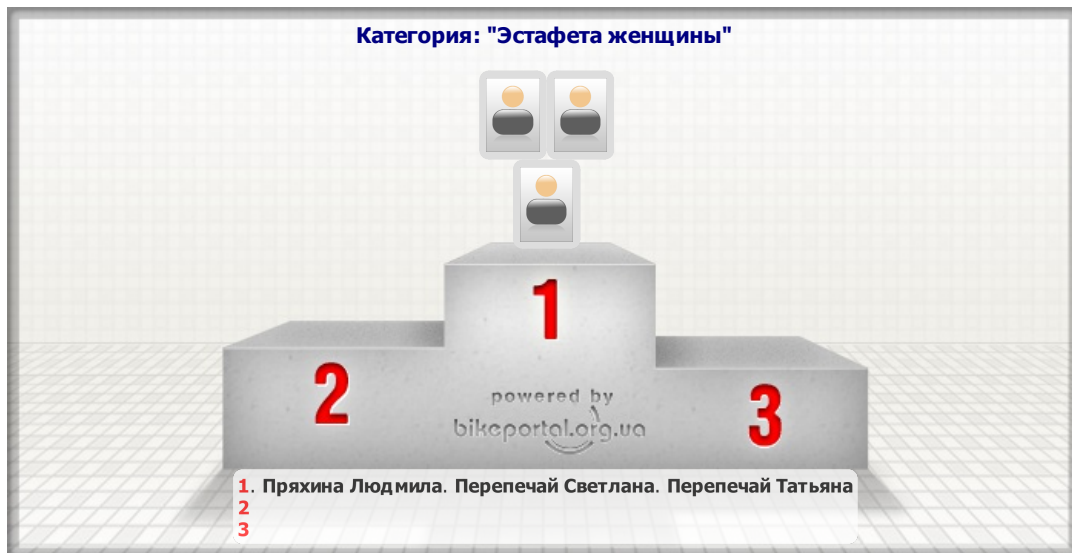 Категория: "Эстафета женщины"
1
2
3
powered by
bikeportal.org.ua
1. Пряхина Людмила. Перепечай Светлана. Перепечай Татьяна
2
3